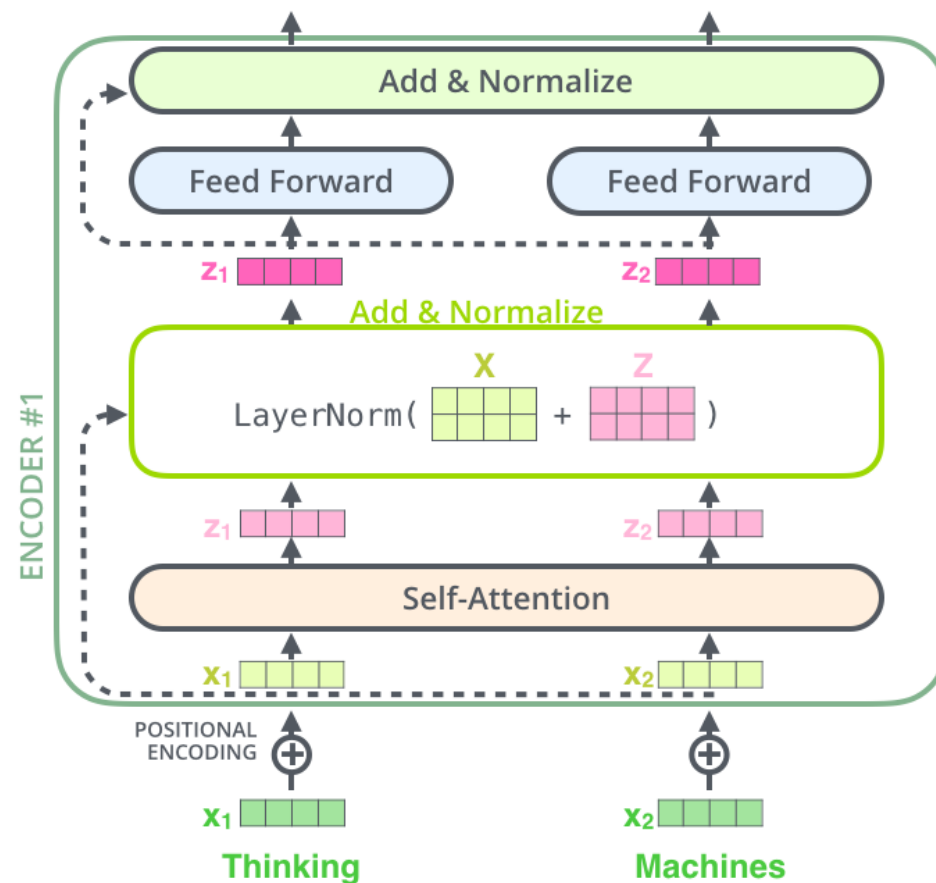 Add & Normalize
Feed Forward Feed Forward
z1 z2
Add & Normalize
X Z
LayerNorm( + )
ENCODER #1
z1 z2
Self-Attention
x1 x2
POSITIONAL
ENCODING
x1 x2
Thinking Machines